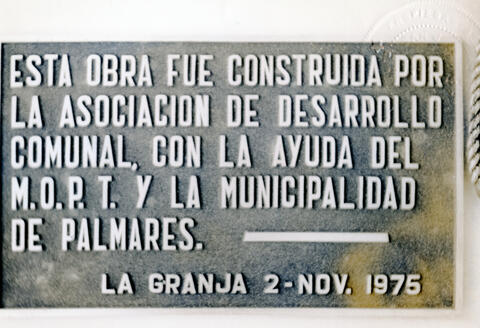 ESTA OBRA FUE CONSTRUIDA POR
LA ASOCIACION DE DESARROLLO
COMUNAL, CON LA AYUDA DEL
M.O.P.T. Y LA MUNICIPALIDAD
DE PALMARES.
LA GRANJA 2-NOV. 1975